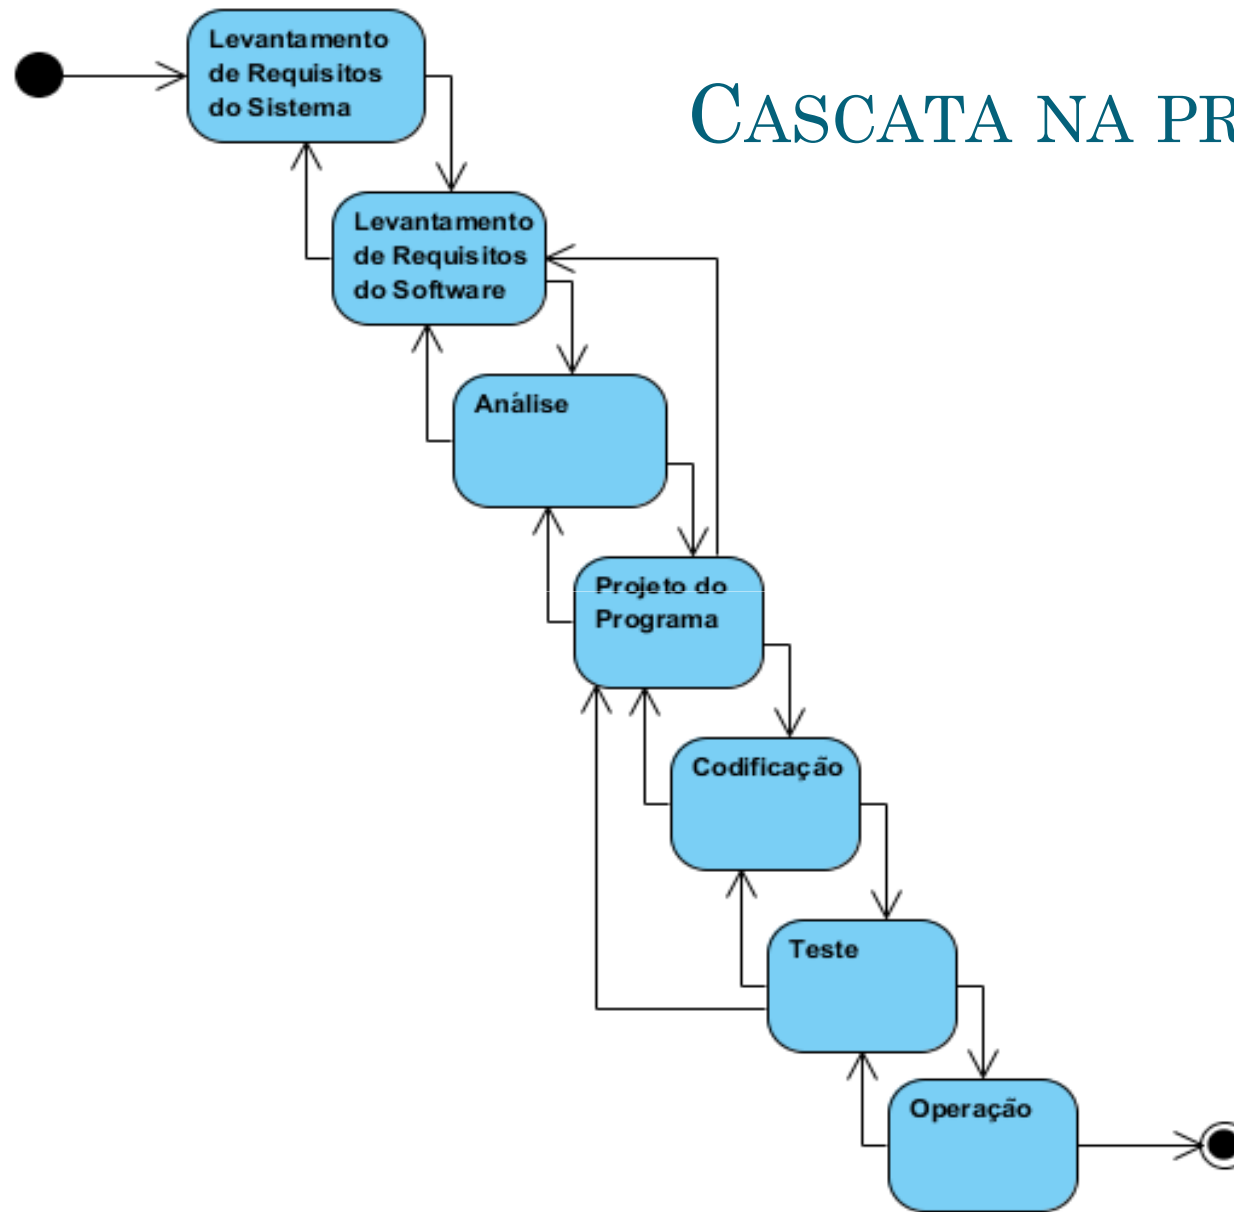 Levantamento
de Requisitos
do Sistema
CASCATA NA PR
Levantamento
de Requisitos
do Software
Análise
Projeto do
Programa
Codificação
Teste
Operação